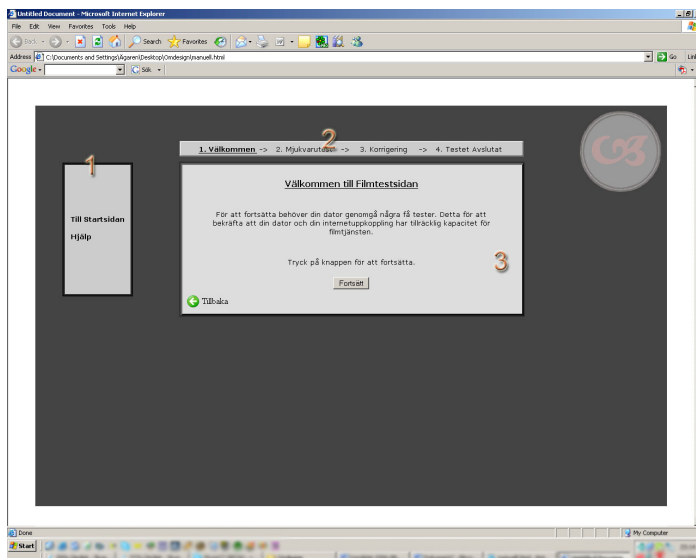 Untitled Document - Microsoft Internet Explorer
File Edit View Favorites Tools Help
Back Search Favorites
Address C:\Documents and Settings\Ägaren\Desktop\Omdesign\manuell.html Go Link
Google Sök
1
2
1. Välkommen -> 2. Mjukvarutest -> 3. Korrigering -> 4. Testet Avslutat
Till Startsidan
Hjälp
Välkommen till Filmtestsidan
För att fortsätta behöver din dator genomgå några få tester. Detta för att
bekräfta att din dator och din internetuppkoppling har tillräcklig kapacitet för
filmtjänsten.
Tryck på knappen för att fortsätta.
3
Fortsätt
Tillbaka
Done My Computer
Start